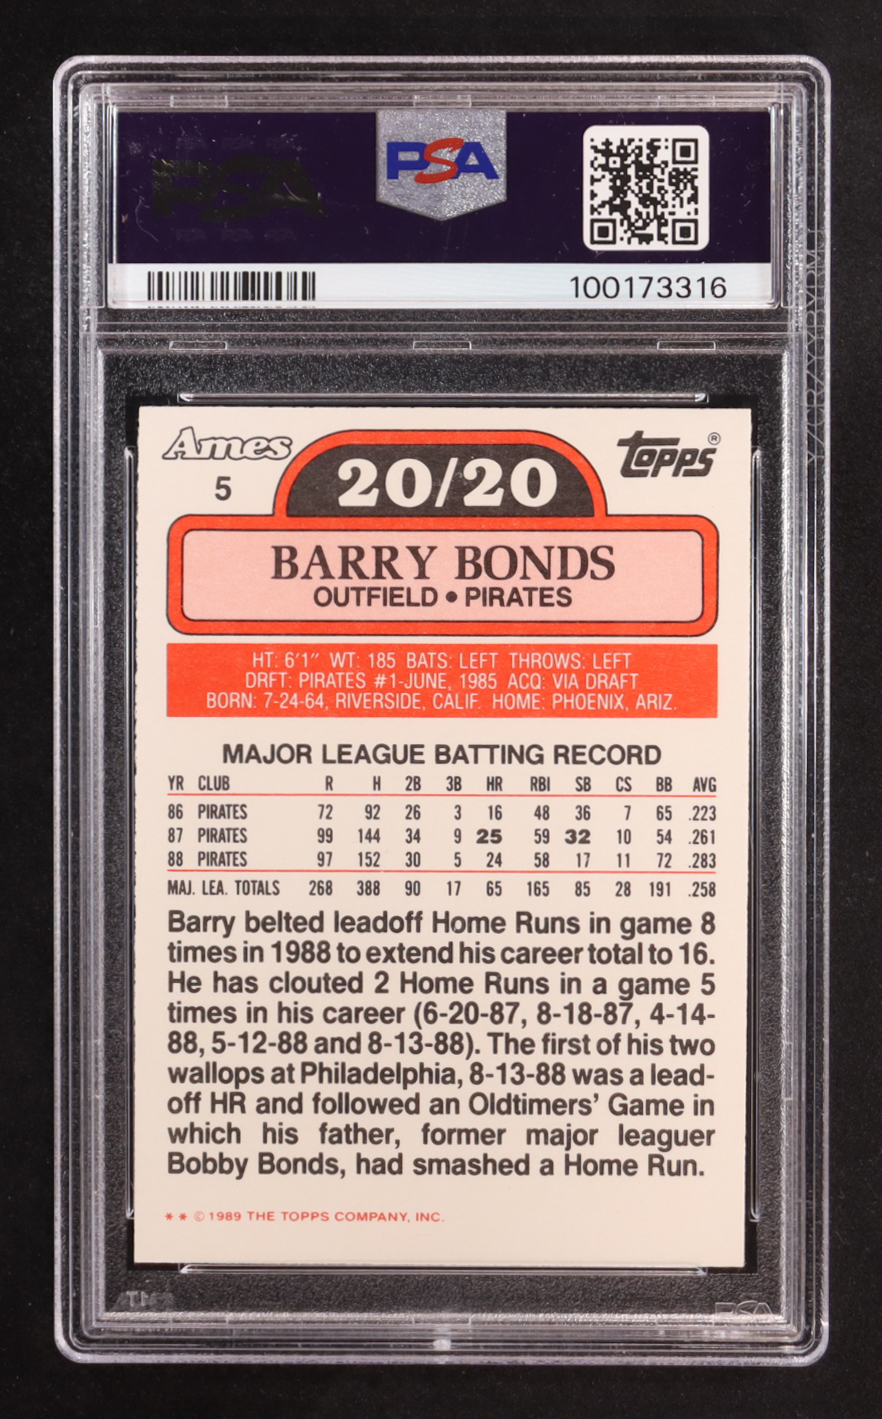 PSA
PSA
100173316
Ames
5
20/20
topps®
BARRY BONDS
OUTFIELD • PIRATES
HT: 6'1" WT: 185 BATS: LEFT THROWS: LEFT
DRFT: PIRATES #1-JUNE, 1985 ACQ: VIA DRAFT
BORN: 7-24-64, RIVERSIDE, CALIF. HOME: PHOENIX, ARIZ.
MAJOR LEAGUE BATTING RECORD
YR CLUB R H 2B 3B HR RBI SB CS BB AVG
86 PIRATES 72 92 26 3 16 48 36 7 65 .223
87 PIRATES 99 144 34 9 25 59 32 10 54 .261
88 PIRATES 97 152 30 5 24 58 17 11 72 .283
MAJ. LEA. TOTALS 268 388 90 17 65 165 85 28 191 .258
Barry belted leadoff Home Runs in game 8
times in 1988 to extend his career total to 16.
He has clouted 2 Home Runs in a game 5
times in his career (6-20-87, 8-18-87, 4-14-
88, 5-12-88 and 8-13-88). The first of his two
wallops at Philadelphia, 8-13-88 was a lead-
off HR and followed an Oldtimers' Game in
which his father, former major leaguer
Bobby Bonds, had smashed a Home Run.
* * © 1989 THE TOPPS COMPANY, INC.
PSA